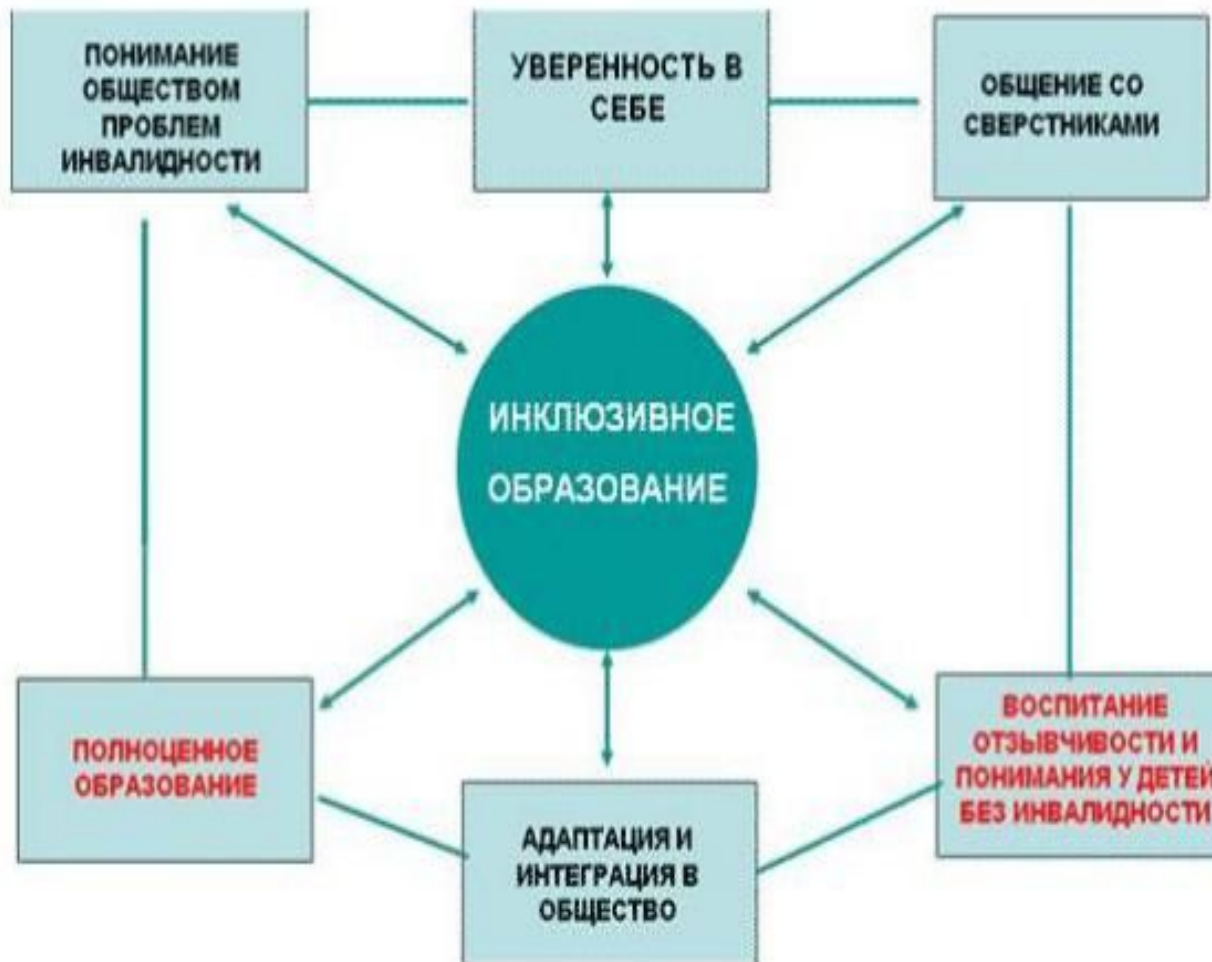 ПОНИМАНИЕ
ОБЩЕСТВОМ
ПРОБЛЕМ
ИНВАЛИДНОСТИ
УВЕРЕННОСТЬ В
СЕБЕ
ОБЩЕНИЕ СО
СВЕРСТНИКАМИ
ИНКЛЮЗИВНОЕ
ОБРАЗОВАНИЕ
ПОЛНОЦЕННОЕ
ОБРАЗОВАНИЕ
АДАПТАЦИЯ И
ИНТЕГРАЦИЯ В
ОБЩЕСТВО
ВОСПИТАНИЕ
ОТЗЫВЧИВОСТИ И
ПОНИМАНИЯ У ДЕТЕЙ
БЕЗ ИНВАЛИДНОСТИ